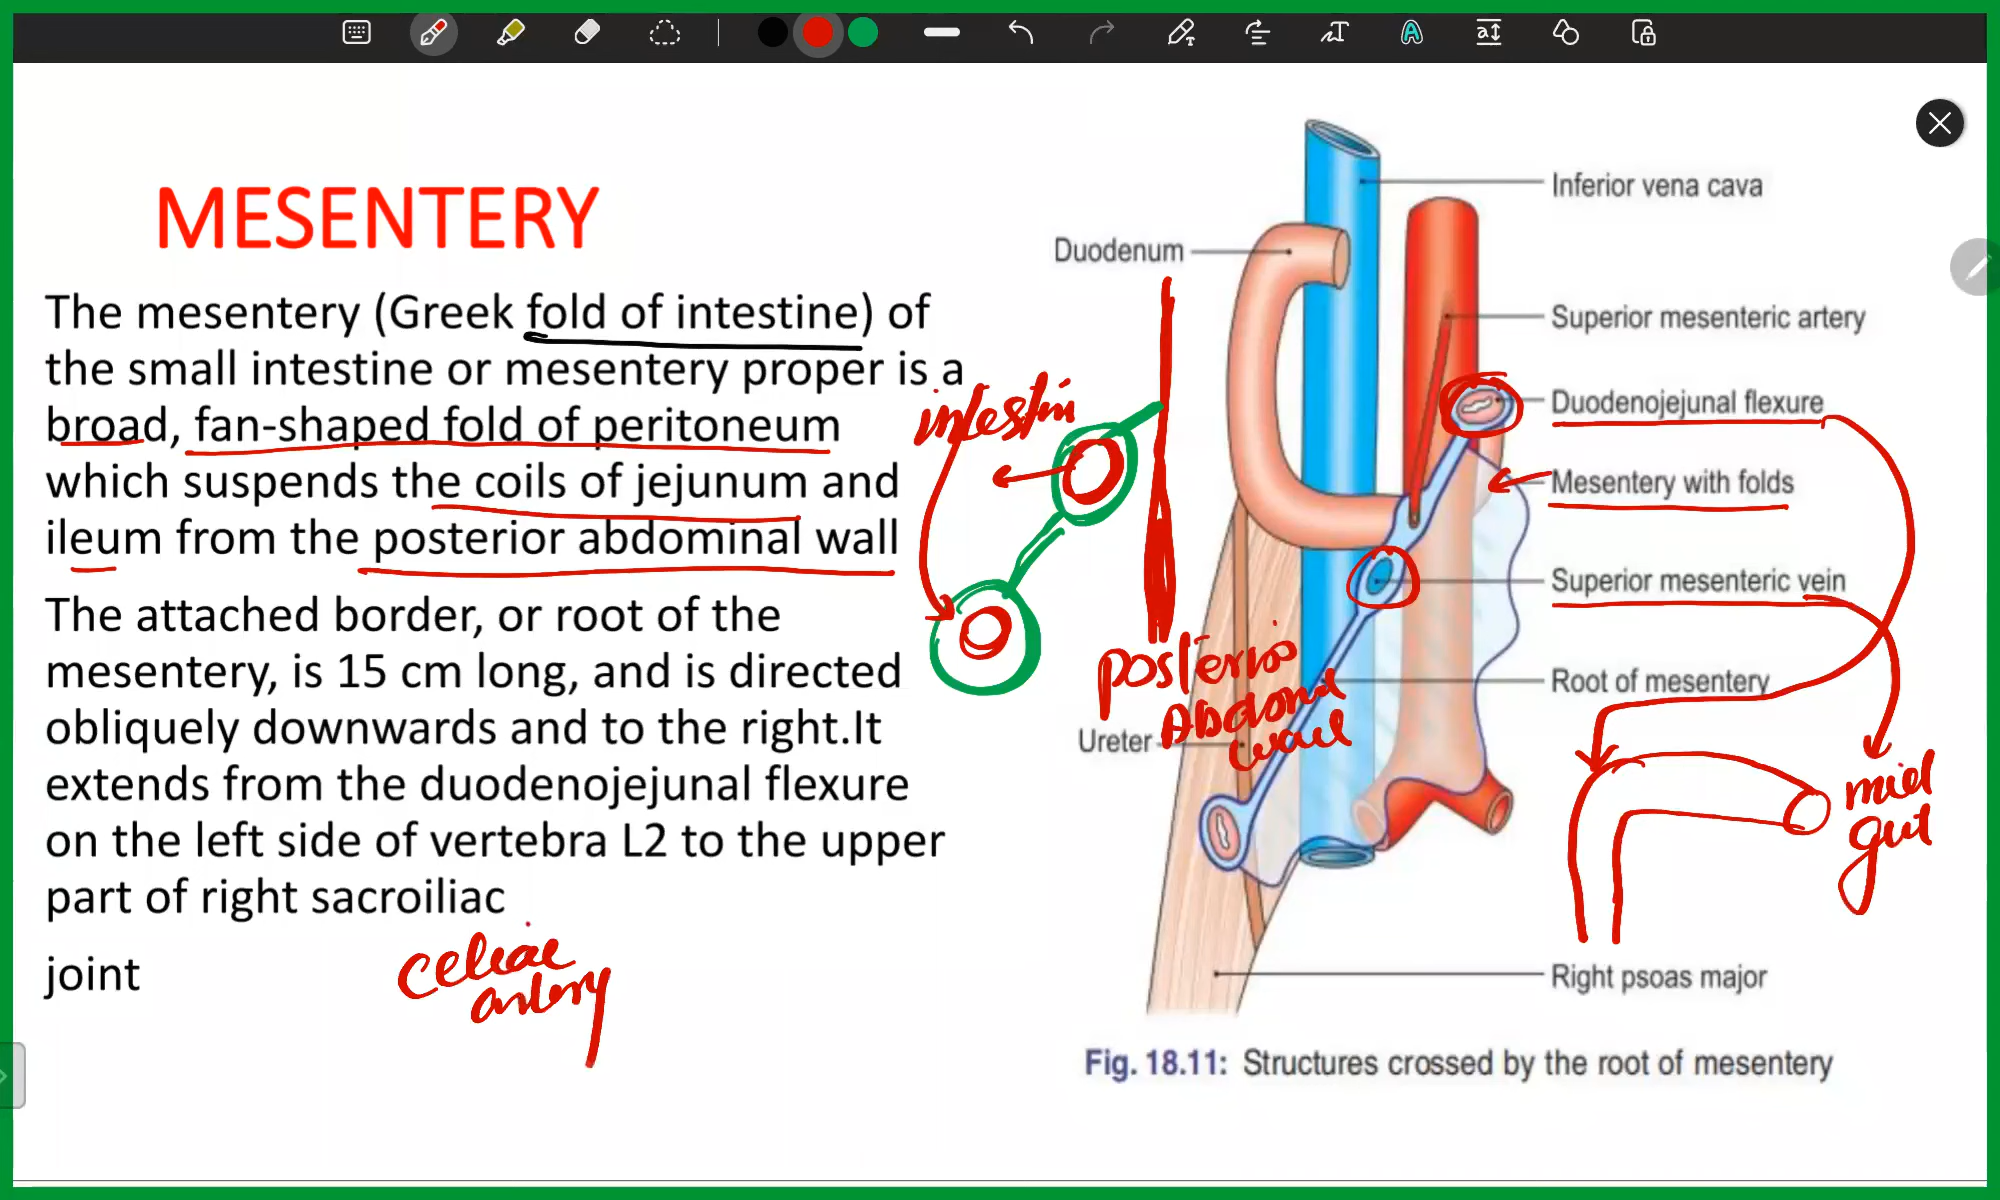 MESENTERY
The mesentery (Greek fold of intestine) of
the small intestine or mesentery proper is a
broad, fan-shaped fold of peritoneum
which suspends the coils of jejunum and
ileum from the posterior abdominal wall
The attached border, or root of the
mesentery, is 15 cm long, and is directed
obliquely downwards and to the right.It
extends from the duodenojejunal flexure
on the left side of vertebra L2 to the upper
part of right sacroiliac
joint
celiac
artery
intestin
posterio
Abdomnd
wall
Duodenum
Ureter
Inferior vena cava
Superior mesenteric artery
Duodenojejunal flexure
Mesentery with folds
Superior mesenteric vein
Root of mesentery
mid
gut
Right psoas major
Fig. 18.11: Structures crossed by the root of mesentery